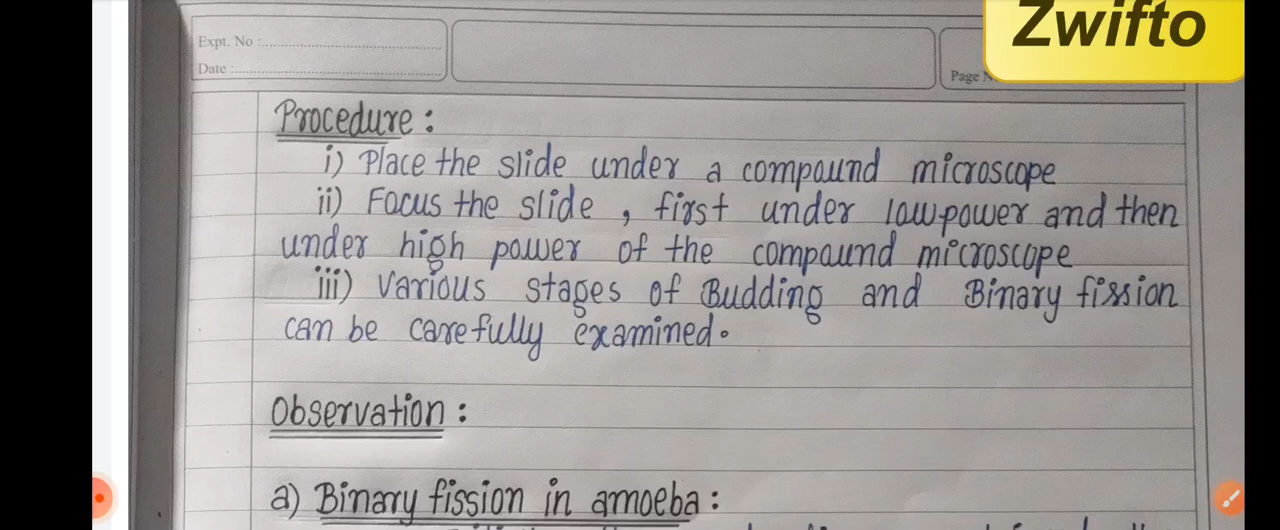 Zwifto
Expt. No :
Date :
Page
Procedure :
i) Place the slide under a compound microscope
ii) Focus the slide , first under low power and then
under high power of the compound microscope
iii) Various stages of Budding and Binary fission
can be carefully examined.
Observation :
a) Binary fission in amoeba :